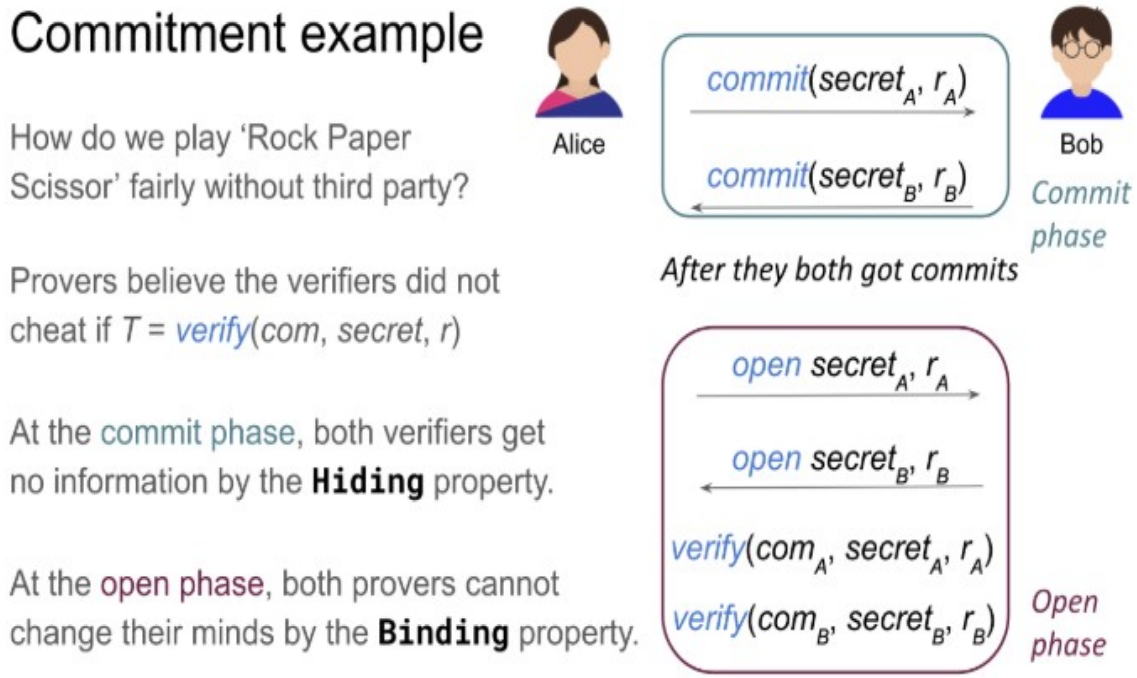 Commitment example
How do we play ‘Rock Paper
Scissor’ fairly without third party?
Provers believe the verifiers did not
cheat if T = verify(com, secret, r)
At the commit phase, both verifiers get
no information by the Hiding property.
At the open phase, both provers cannot
change their minds by the Binding property.
Alice
Bob
commit(secret_A, r_A)
commit(secret_B, r_B)
Commit
phase
After they both got commits
open secret_A, r_A
open secret_B, r_B
verify(com_A, secret_A, r_A)
verify(com_B, secret_B, r_B)
Open
phase